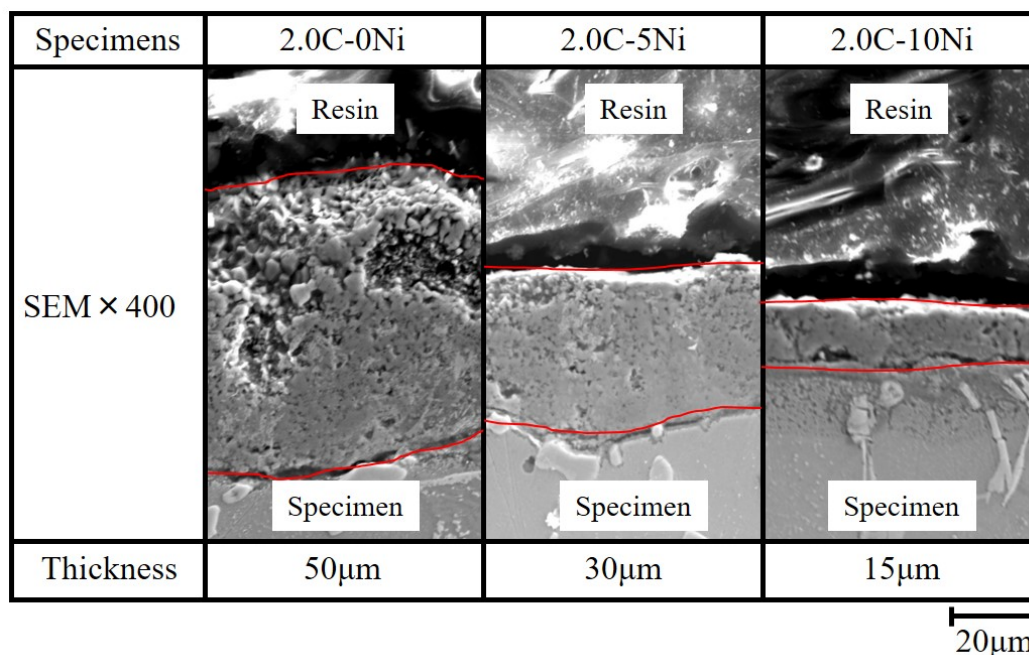 Specimens 2.0C-0Ni 2.0C-5Ni 2.0C-10Ni
Resin Resin Resin
SEM×400
Specimen Specimen Specimen
Thickness 50μm 30μm 15μm
20μm